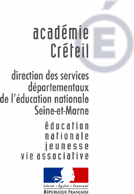 académie
Créteil
direction des services
départementaux
de l'éducation nationale
Seine-et-Marne
éducation
nationale
jeunesse
vie associative
Liberté • Égalité • Fraternité
RÉPUBLIQUE FRANÇAISE